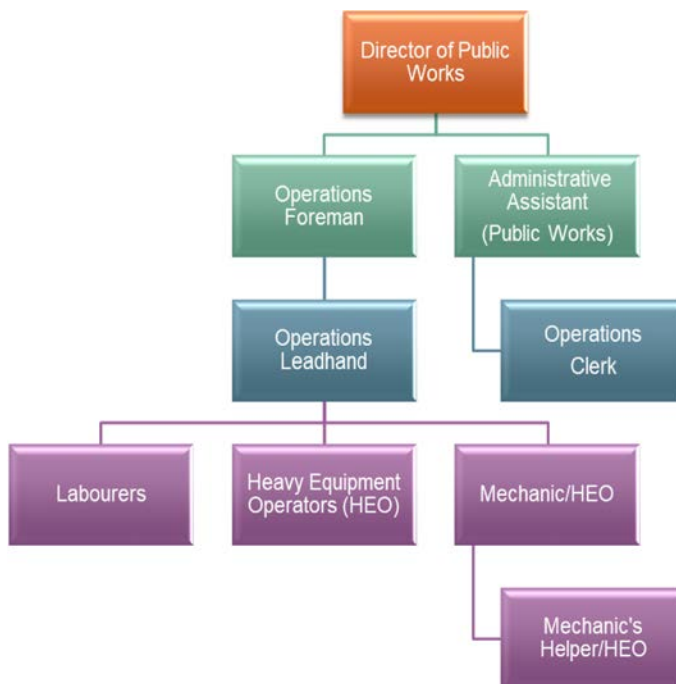 Director of Public
Works
Operations
Foreman
Administrative
Assistant
(Public Works)
Operations
Leadhand
Operations
Clerk
Labourers
Heavy Equipment
Operators (HEO)
Mechanic/HEO
Mechanic's
Helper/HEO